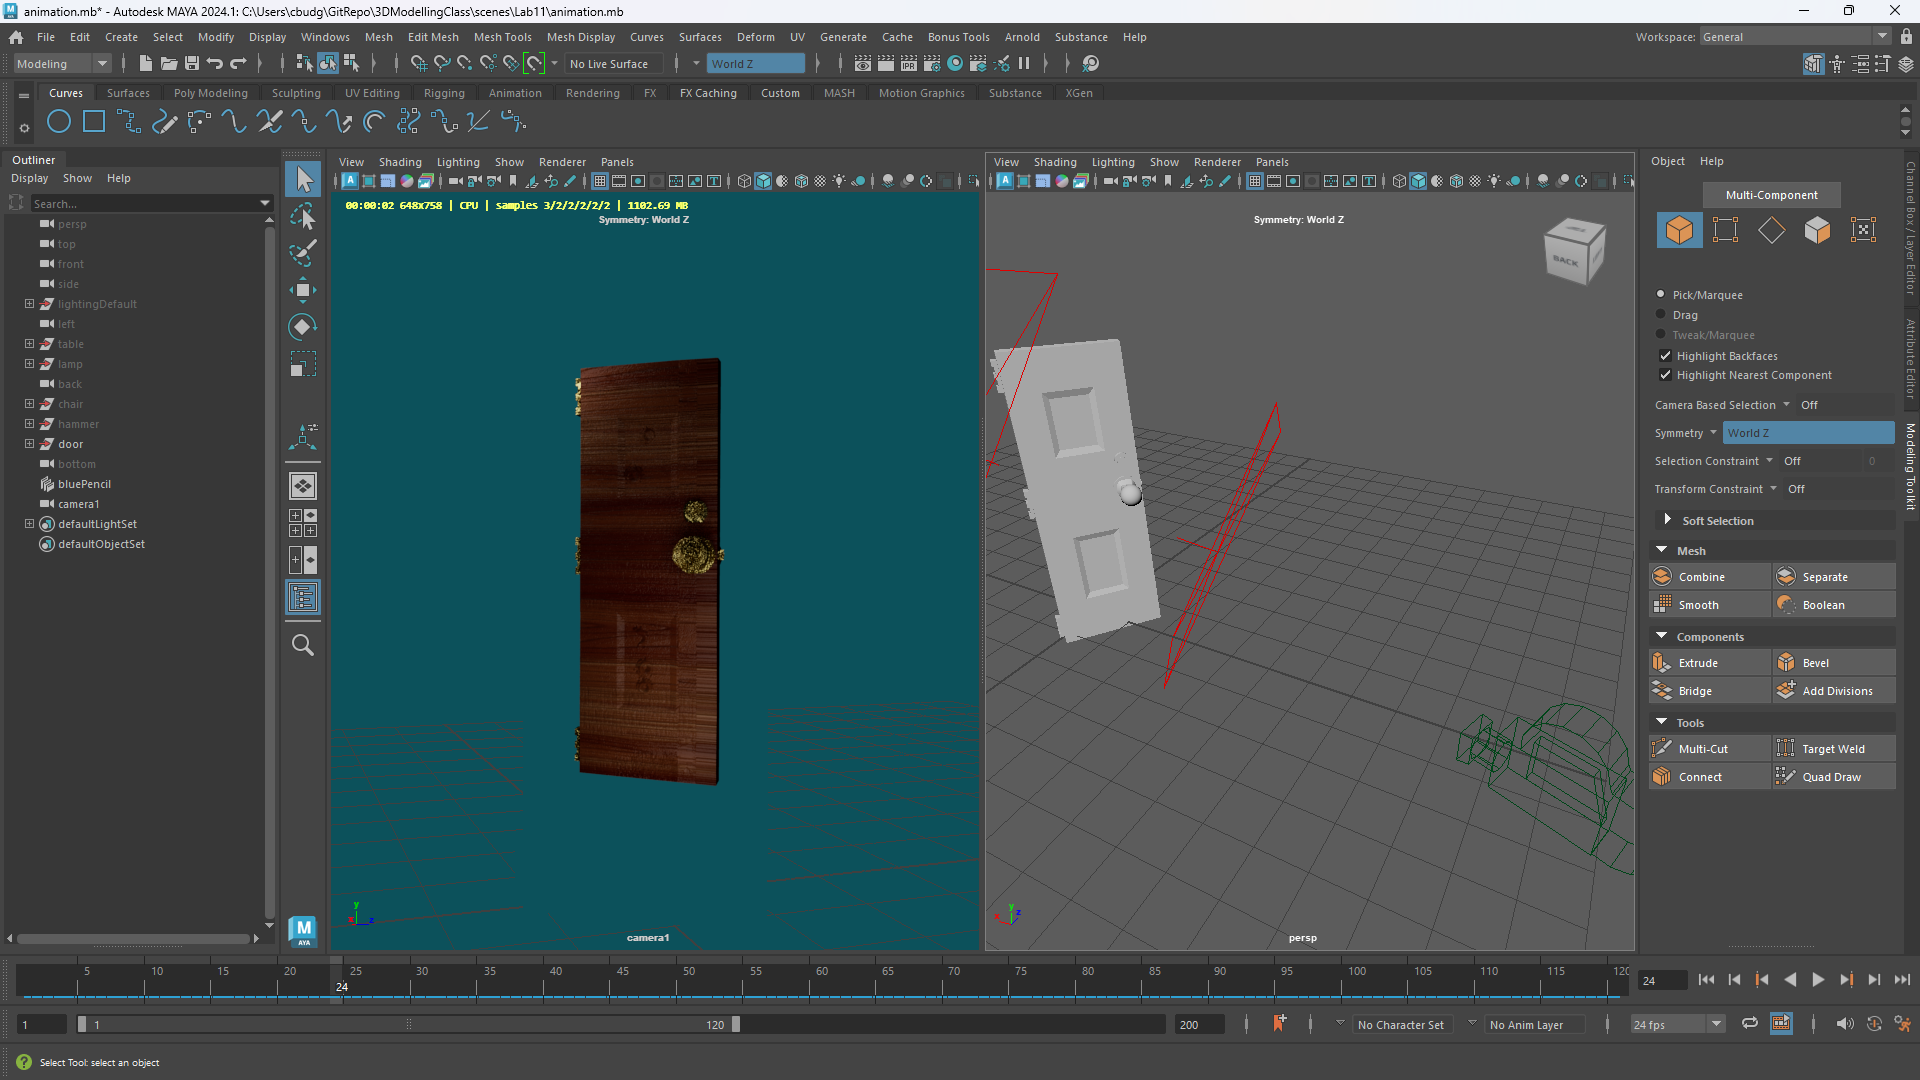 animation.mb* - Autodesk MAYA 2024.1: C:\Users\cbudg\GitRepo\3DModellingClass\scenes\Lab11\animation.mb
File Edit Create Select Modify Display Windows Mesh Edit Mesh Mesh Tools Mesh Display Curves Surfaces Deform UV Generate Cache Bonus Tools Arnold Substance Help
Workspace: General
Modeling
No Live Surface
World Z
IPR
Curves Surfaces Poly Modeling Sculpting UV Editing Rigging Animation Rendering FX FX Caching Custom MASH Motion Graphics Substance XGen
Outliner
Display Show Help
Search...
persp
top
front
side
lightingDefault
left
table
lamp
back
chair
hammer
door
bottom
bluePencil
camera1
defaultLightSet
defaultObjectSet
M
AYA
View Shading Lighting Show Renderer Panels
00:00:02 648x758 | CPU | samples 3/2/2/2/2/2 | 1102.69 MB
Symmetry: World Z
y
z
camera1
View Shading Lighting Show Renderer Panels
Symmetry: World Z
BACK
y
z
x
persp
Object Help
Multi-Component
Pick/Marquee
Drag
Tweak/Marquee
Highlight Backfaces
Highlight Nearest Component
Camera Based Selection Off
Symmetry World Z
Selection Constraint Off 0
Transform Constraint Off
Soft Selection
Mesh
Combine Separate
Smooth Boolean
Components
Extrude Bevel
Bridge Add Divisions
Tools
Multi-Cut Target Weld
Connect Quad Draw
Channel Box / Layer Editor
Attribute Editor
Modeling Toolkit
5 10 15 20 25 30 35 40 45 50 55 60 65 70 75 80 85 90 95 100 105 110 115 120
24
24
1 1 120 200
No Character Set
No Anim Layer
24 fps
Select Tool: select an object